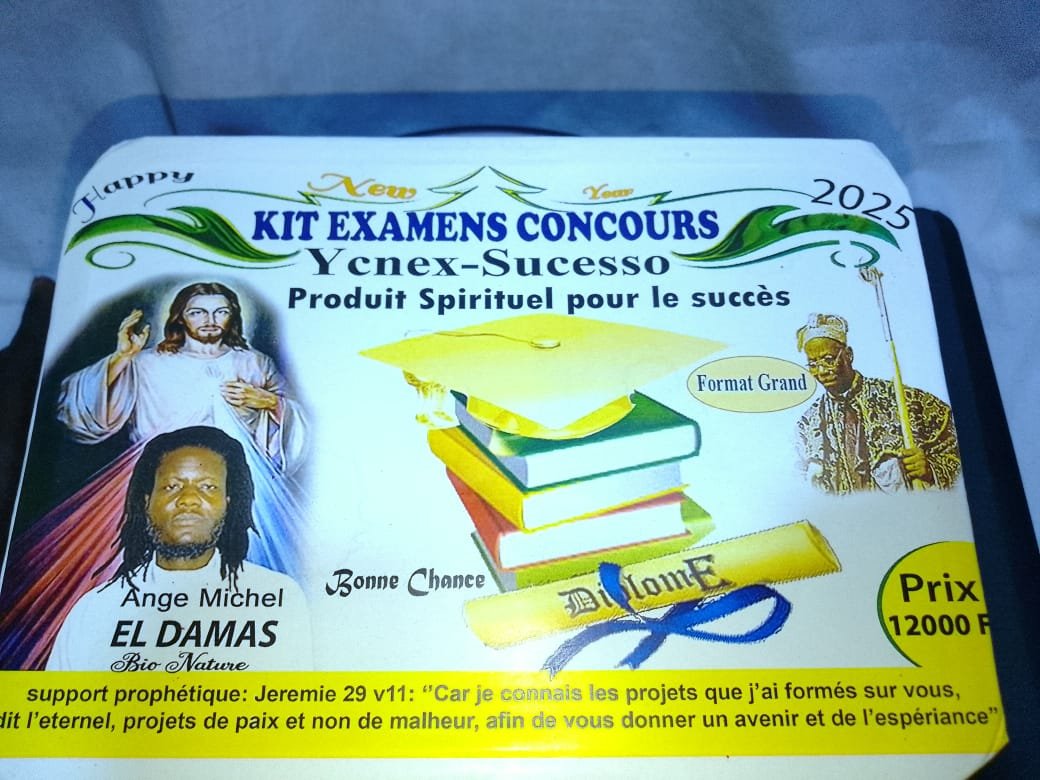 Happy New Year 2025
KIT EXAMENS CONCOURS
Ycnex-Sucesso
Produit Spirituel pour le succès
Format Grand
Bonne Chance
Diplome
Ange Michel
EL DAMAS
Bio Nature
Prix
12000 F
support prophétique: Jeremie 29 v11: "Car je connais les projets que j'ai formés sur vous,
dit l'eternel, projets de paix et non de malheur, afin de vous donner un avenir et de l'espériance"